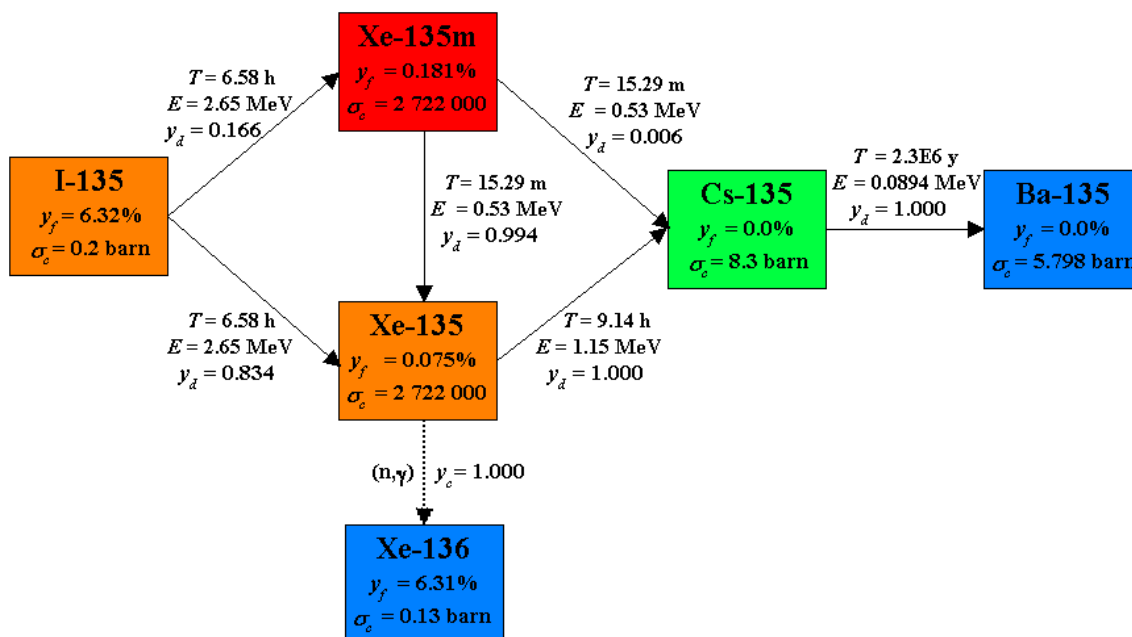 Xe-135m
y_f = 0.181%
σ_c = 2 722 000
T = 6.58 h
E = 2.65 MeV
y_d = 0.166
T = 15.29 m
E = 0.53 MeV
y_d = 0.006
I-135
y_f = 6.32%
σ_c = 0.2 barn
T = 15.29 m
E = 0.53 MeV
y_d = 0.994
Cs-135
y_f = 0.0%
σ_c = 8.3 barn
T = 2.3E6 y
E = 0.0894 MeV
y_d = 1.000
Ba-135
y_f = 0.0%
σ_c = 5.798 barn
T = 6.58 h
E = 2.65 MeV
y_d = 0.834
Xe-135
y_f = 0.075%
σ_c = 2 722 000
T = 9.14 h
E = 1.15 MeV
y_d = 1.000
(n,γ) y_c = 1.000
Xe-136
y_f = 6.31%
σ_c = 0.13 barn